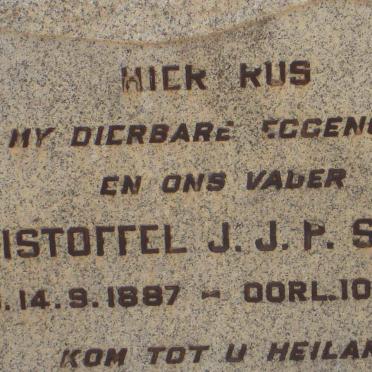 HIER RUS
MY DIERBARE EGGENO
EN ONS VADER
ISTOFFEL J. J. P. S
.14.9.1887 - OORL.10
KOM TOT U HEILAN